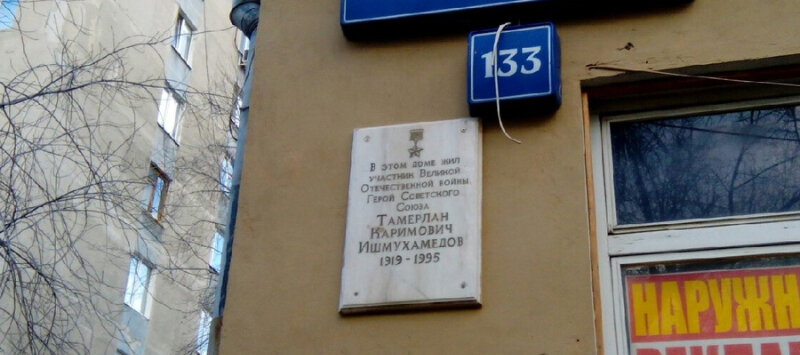 133
В этом доме жил
участник Великой
Отечественной войны
Герой Советского
Союза
Тамерлан
Каримович
Ишмухамедов
1919 - 1995
НАРУЖН